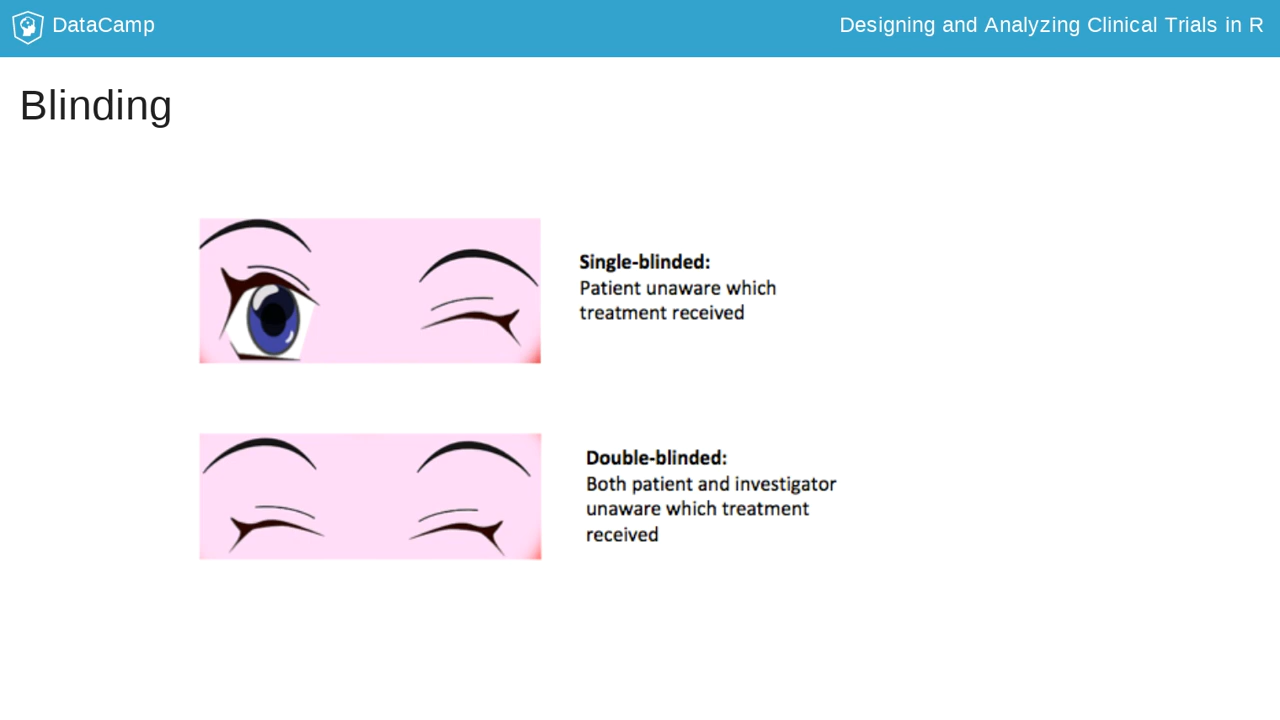 DataCamp
Designing and Analyzing Clinical Trials in R
Blinding
Single-blinded:
Patient unaware which
treatment received
Double-blinded:
Both patient and investigator
unaware which treatment
received